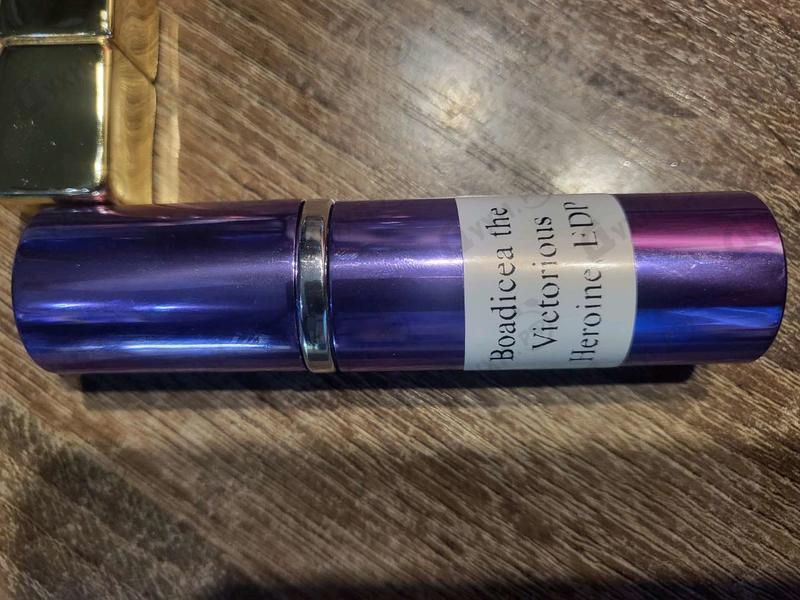 Boadicea the
Victorious
Heroine, EDP